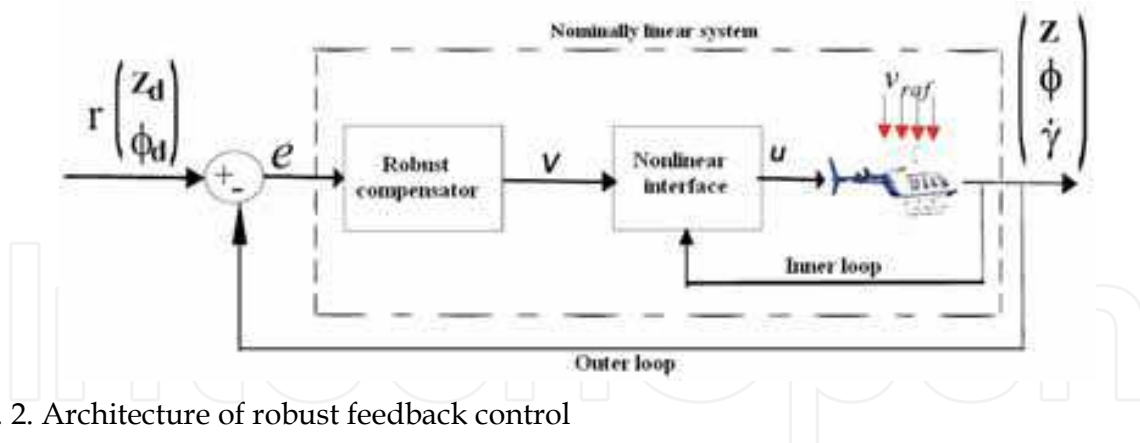 Nominally linear system
z
ϕ
γ̇
r
z_d
ϕ_d
+
-
e
Robust
compensator
V
Nonlinear
interface
u
v_raf
Inner loop
Outer loop
. 2. Architecture of robust feedback control